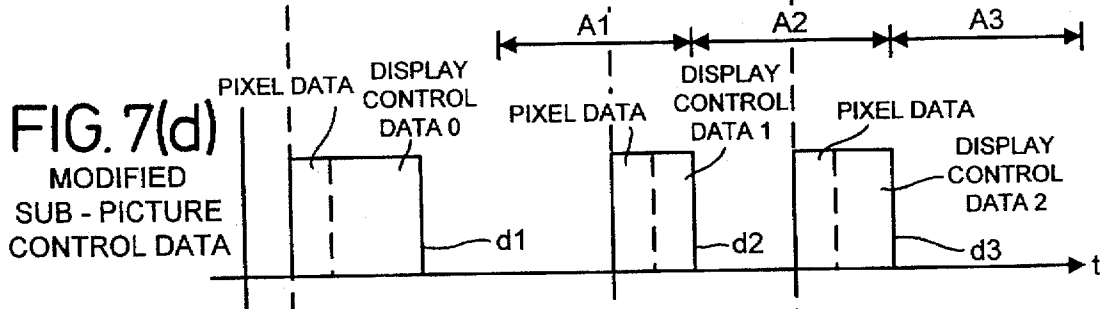 A1
A2
A3
FIG. 7(d)
MODIFIED
SUB - PICTURE
CONTROL DATA
PIXEL DATA
DISPLAY
CONTROL
DATA 0
d1
PIXEL DATA
DISPLAY
CONTROL
DATA 1
d2
PIXEL DATA
DISPLAY
CONTROL
DATA 2
d3
t